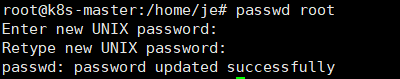 root@k8s-master:/home/je# passwd root
Enter new UNIX password:
Retype new UNIX password:
passwd: password updated successfully